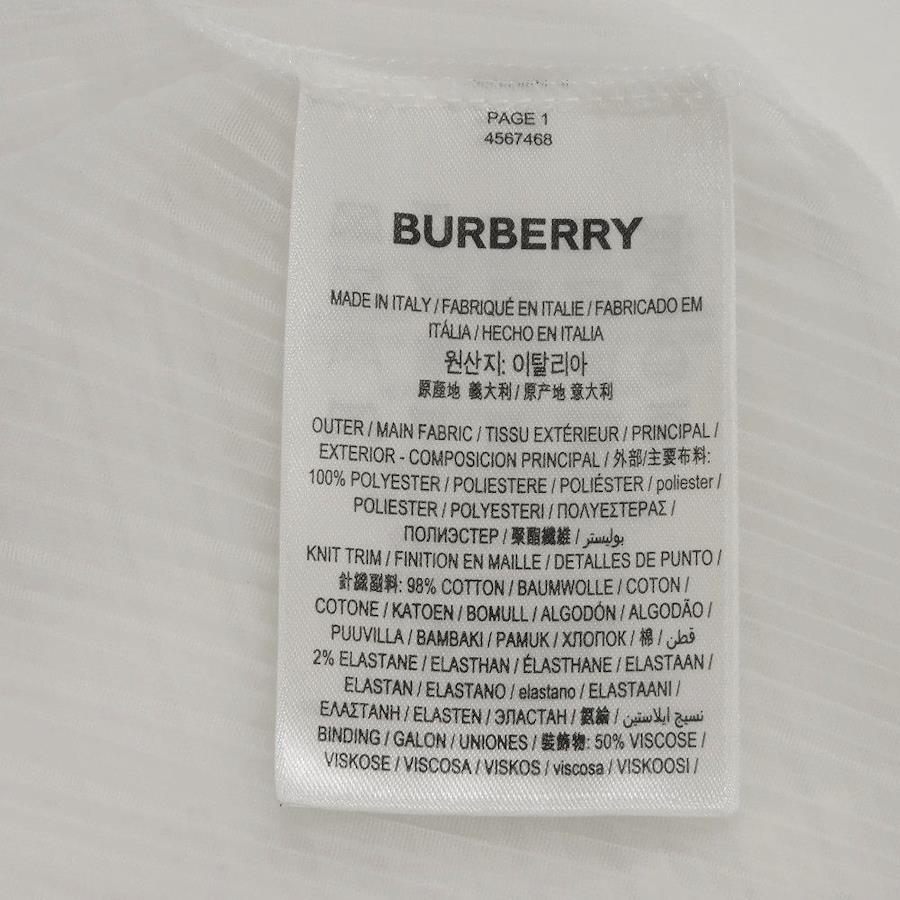 PAGE 1
4567468
BURBERRY
MADE IN ITALY / FABRIQUÉ EN ITALIE / FABRICADO EM
ITÁLIA / HECHO EN ITALIA
원산지: 이탈리아
原產地 義大利 / 原产地 意大利
OUTER / MAIN FABRIC / TISSU EXTÉRIEUR / PRINCIPAL /
EXTERIOR - COMPOSICION PRINCIPAL / 外部/主要布料:
100% POLYESTER / POLIESTERE / POLIÉSTER / poliester /
POLIESTER / POLYESTERI / ΠΟΛΥΕΣΤΕΡΑΣ /
ПОЛИЭСТЕР / 聚酯纖維 / بوليستر
KNIT TRIM / FINITION EN MAILLE / DETALLES DE PUNTO /
針織副料: 98% COTTON / BAUMWOLLE / COTON /
COTONE / KATOEN / BOMULL / ALGODÓN / ALGODÃO /
PUUVILLA / BAMBAKI / PAMUK / ХЛОПОК / 棉 / قطن
2% ELASTANE / ELASTHAN / ÉLASTHANE / ELASTAAN /
ELASTAN / ELASTANO / elastano / ELASTAANI /
ΕΛΑΣΤΑΝΗ / ELASTEN / ЭЛАСТАН / 氨綸 / نسيج ايلاستين
BINDING / GALON / UNIONES / 裝飾物: 50% VISCOSE /
VISKOSE / VISCOSA / VISKOS / viscosa / VISKOOSI /